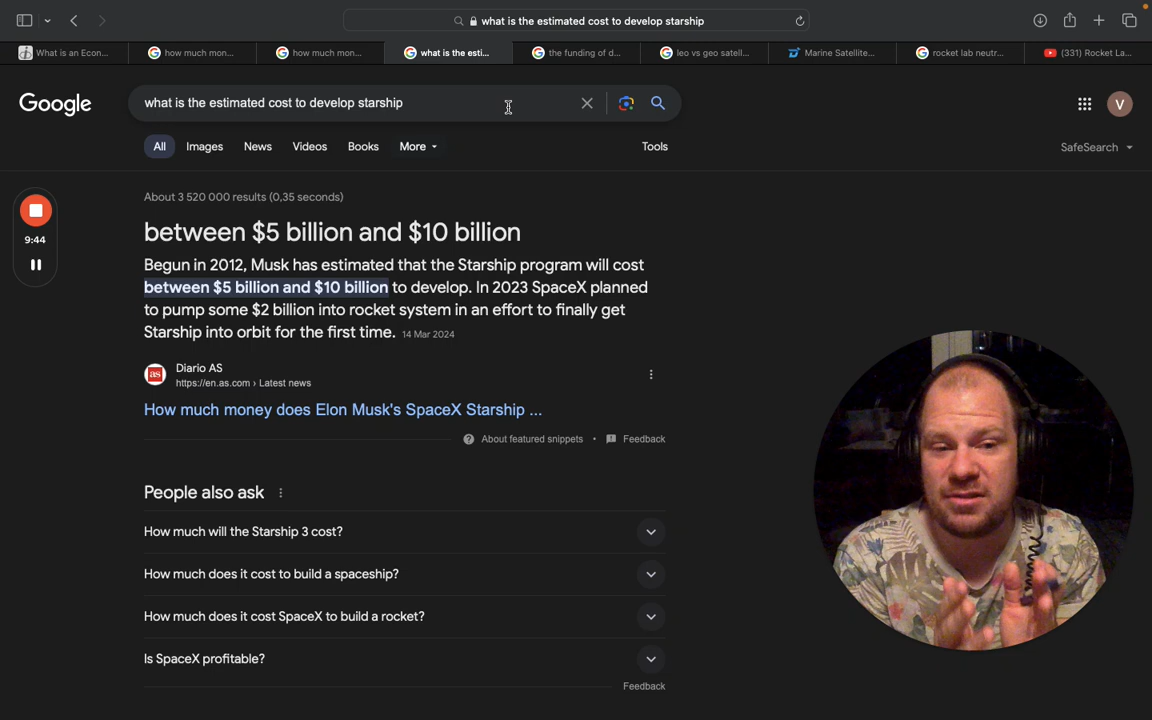 what is the estimated cost to develop starship
What is an Econ...
how much mon...
how much mon...
what is the esti...
the funding of d...
leo vs geo satell...
Marine Satellite...
rocket lab neutr...
(331) Rocket La...
Google
what is the estimated cost to develop starship
V
All
Images
News
Videos
Books
More
Tools
SafeSearch
About 3 520 000 results (0,35 seconds)
9:44
between $5 billion and $10 billion
Begun in 2012, Musk has estimated that the Starship program will cost
between $5 billion and $10 billion to develop. In 2023 SpaceX planned
to pump some $2 billion into rocket system in an effort to finally get
Starship into orbit for the first time. 14 Mar 2024
as
Diario AS
https://en.as.com › Latest news
How much money does Elon Musk's SpaceX Starship ...
About featured snippets • Feedback
People also ask
How much will the Starship 3 cost?
How much does it cost to build a spaceship?
How much does it cost SpaceX to build a rocket?
Is SpaceX profitable?
Feedback